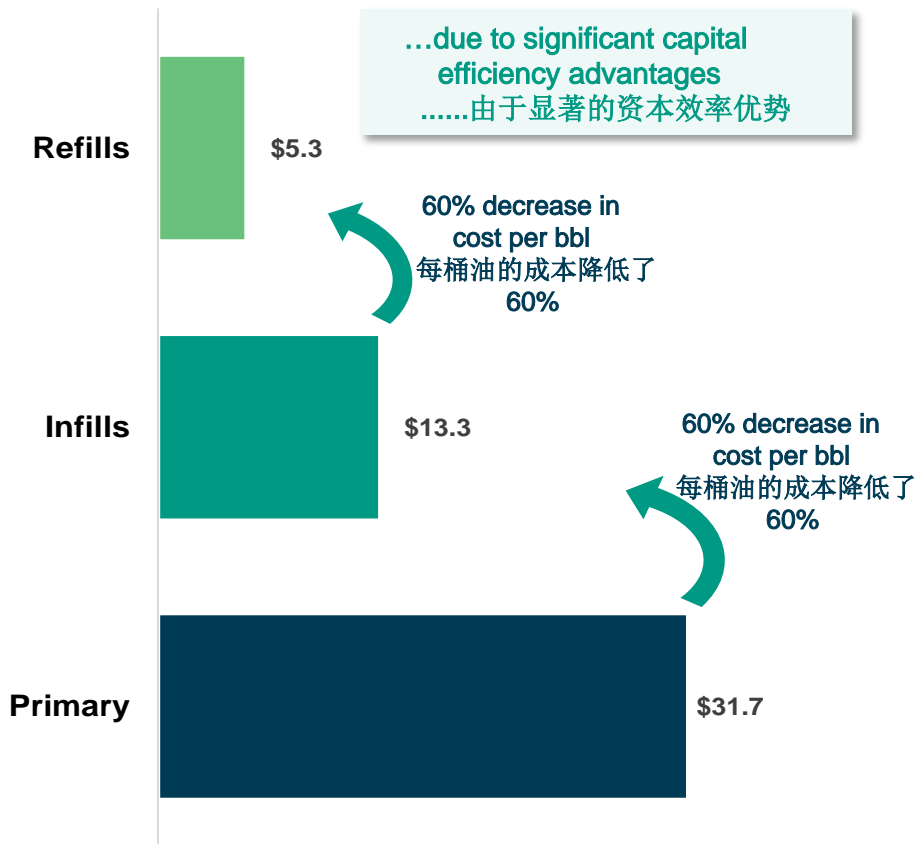 …due to significant capital
efficiency advantages
......由于显著的资本效率优势
Refills
$5.3
60% decrease in
cost per bbl
每桶油的成本降低了
60%
Infills
$13.3
60% decrease in
cost per bbl
每桶油的成本降低了
60%
Primary
$31.7